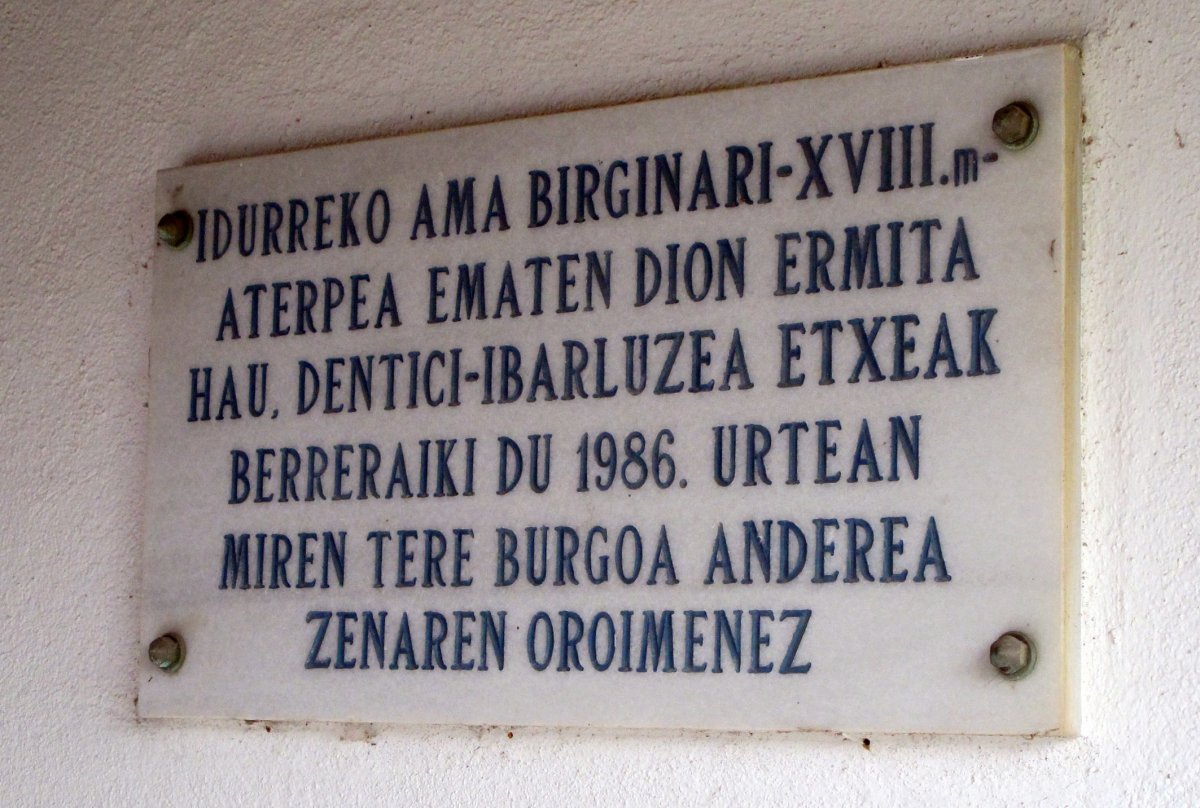 IDURREKO AMA BIRGINARI-XVIII.m-
ATERPEA EMATEN DION ERMITA
HAU, DENTICI-IBARLUZEA ETXEAK
BERRERAIKI DU 1986. URTEAN
MIREN TERE BURGOA ANDEREA
ZENAREN OROIMENEZ